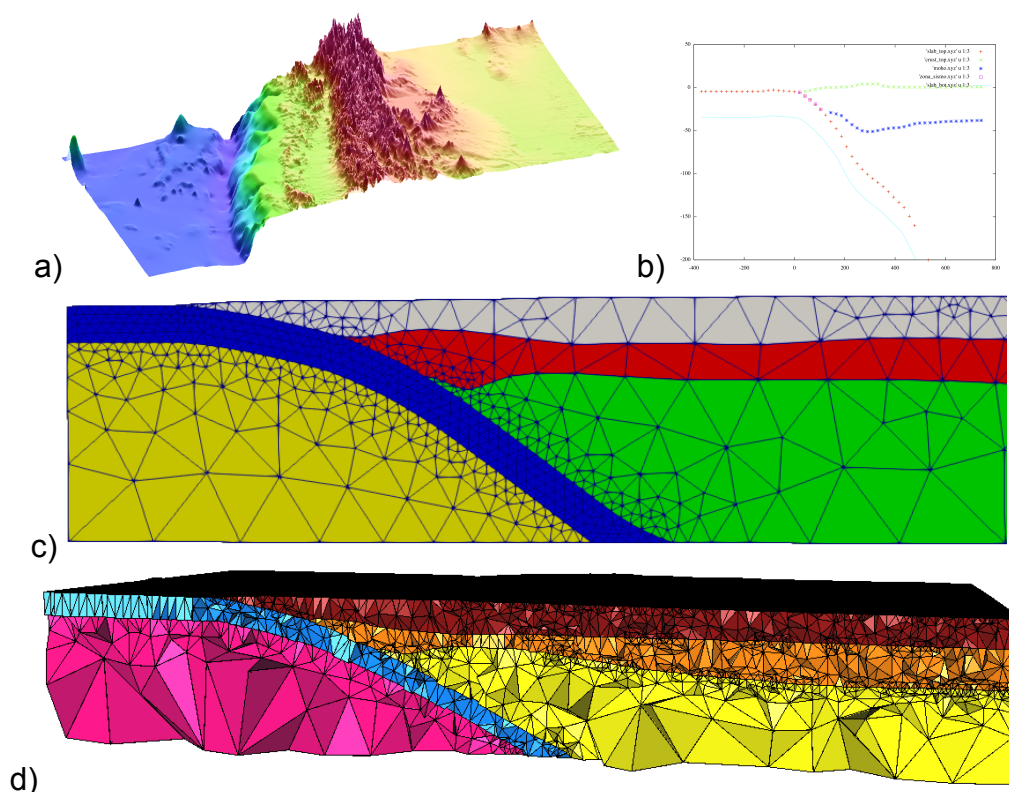 a)
50
0
-50
-100
-150
-200
-400
-200
0
200
400
600
800
'slab_top.xyz' u 1:3
'crust_top.xyz' u 1:3
'moho.xyz' u 1:3
'zona_sismo.xyz' u 1:3
'slab_bot.xyz' u 1:3
b)
c)
d)